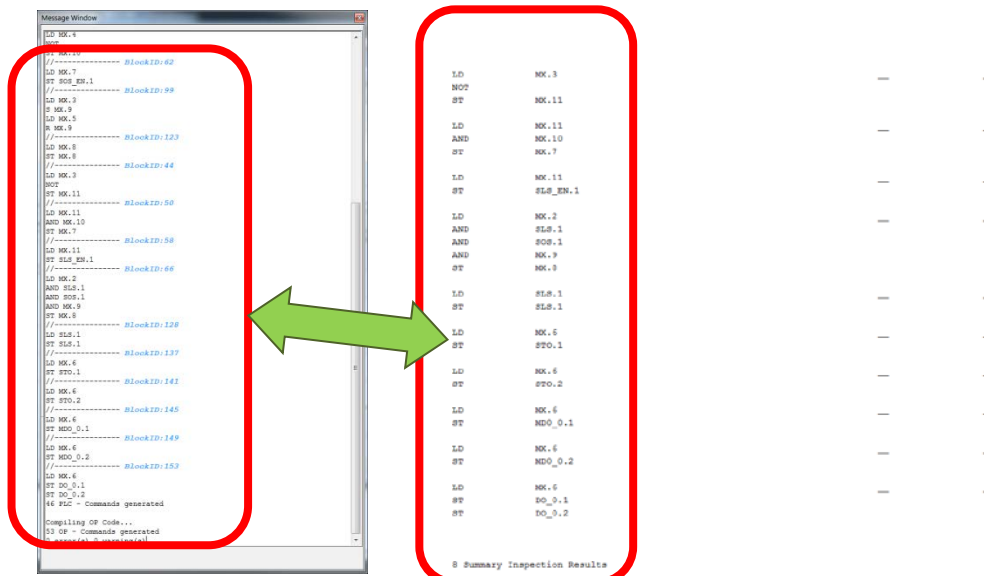 Message Window
LD MX.4
NOT
ST MX.10
//-------------- BlockID:62
LD MX.7
ST SOS_EN.1
//-------------- BlockID:99
LD MX.3
S MX.9
LD MX.5
R MX.9
//-------------- BlockID:123
LD MX.8
ST MX.8
//-------------- BlockID:44
LD MX.3
NOT
ST MX.11
//-------------- BlockID:50
LD MX.11
AND MX.10
ST MX.7
//-------------- BlockID:58
LD MX.11
ST SLS_EN.1
//-------------- BlockID:66
LD MX.2
AND SLS.1
AND SOS.1
AND MX.9
ST MX.8
//-------------- BlockID:128
LD SLS.1
ST SLS.1
//-------------- BlockID:137
LD MX.6
ST STO.1
//-------------- BlockID:141
LD MX.6
ST STO.2
//-------------- BlockID:145
LD MX.6
ST MDO_0.1
//-------------- BlockID:149
LD MX.6
ST MDO_0.2
//-------------- BlockID:153
LD MX.6
ST DO_0.1
ST DO_0.2
46 PLC - Commands generated
Compiling OP Code...
53 OP - Commands generated
0 error(s) 0 warning(s)
LD MX.3
NOT
ST MX.11
LD MX.11
AND MX.10
ST MX.7
LD MX.11
ST SLS_EN.1
LD MX.2
AND SLS.1
AND SOS.1
AND MX.9
ST MX.8
LD SLS.1
ST SLS.1
LD MX.6
ST STO.1
LD MX.6
ST STO.2
LD MX.6
ST MDO_0.1
LD MX.6
ST MDO_0.2
LD MX.6
ST DO_0.1
ST DO_0.2
8 Summary Inspection Results